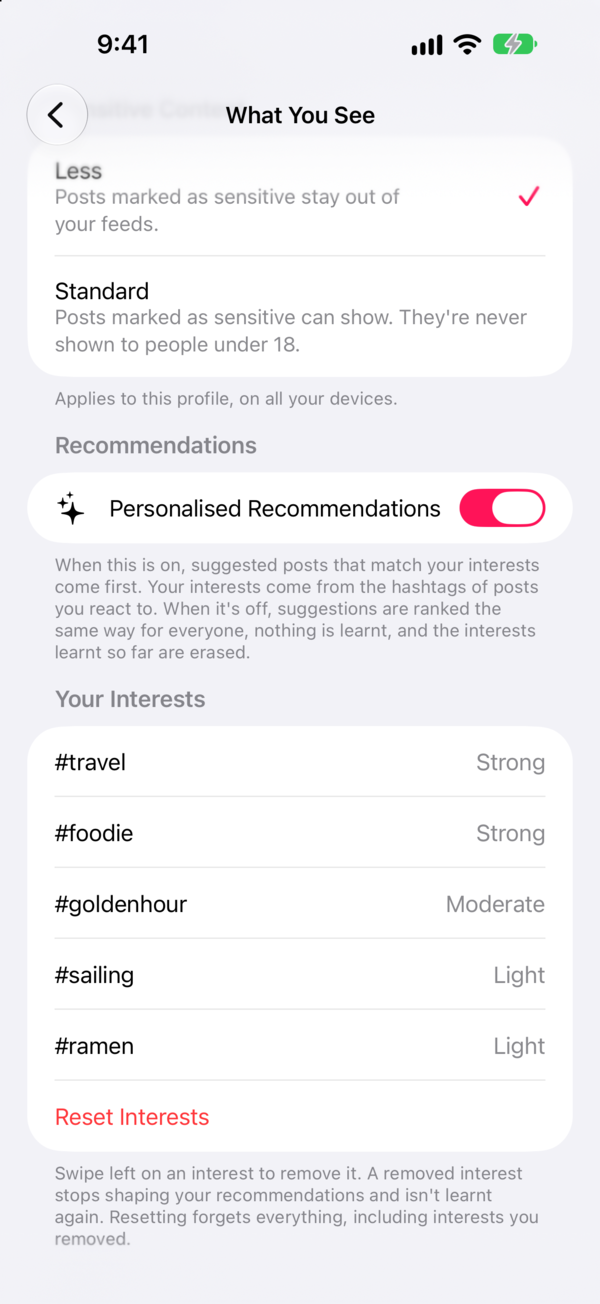 9:41
What You See
Less
Posts marked as sensitive stay out of
your feeds.
Standard
Posts marked as sensitive can show. They're never
shown to people under 18.
Applies to this profile, on all your devices.
Recommendations
Personalised Recommendations
When this is on, suggested posts that match your interests
come first. Your interests come from the hashtags of posts
you react to. When it's off, suggestions are ranked the
same way for everyone, nothing is learnt, and the interests
learnt so far are erased.
Your Interests
#travel
Strong
#foodie
Strong
#goldenhour
Moderate
#sailing
Light
#ramen
Light
Reset Interests
Swipe left on an interest to remove it. A removed interest
stops shaping your recommendations and isn't learnt
again. Resetting forgets everything, including interests you
removed.